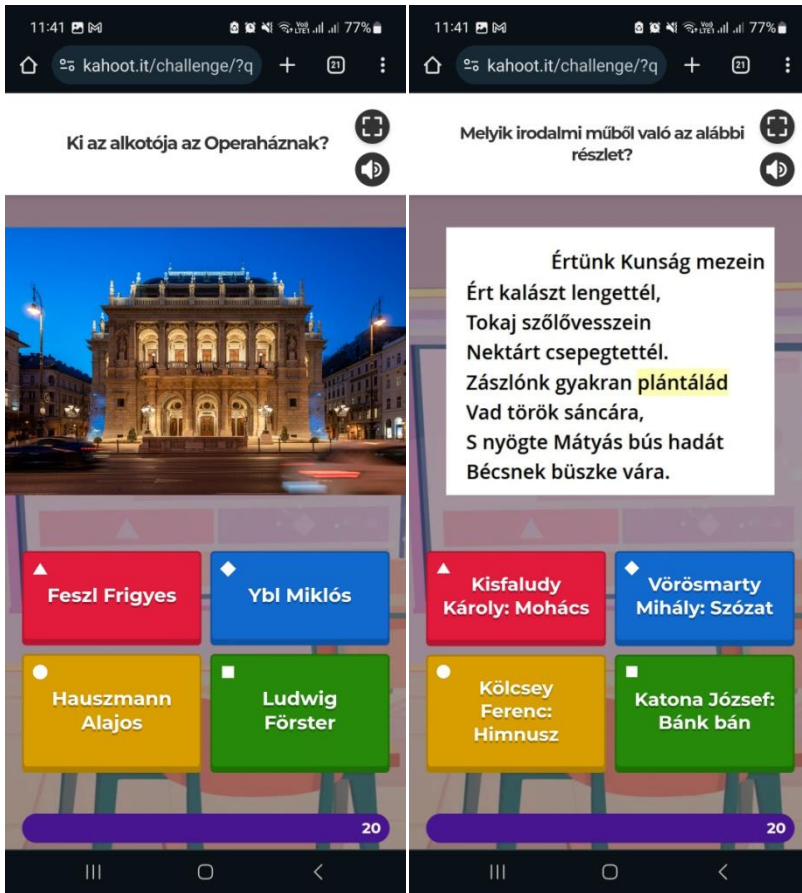 11:41
77%
kahoot.it/challenge/?q
21
Ki az alkotója az Operaháznak?
Feszl Frigyes
Ybl Miklós
Hauszmann
Alajos
Ludwig
Förster
20
11:41
77%
kahoot.it/challenge/?q
21
Melyik irodalmi műből való az alábbi
részlet?
Értünk Kunság mezein
Ért kalászt lengettél,
Tokaj szőlővesszein
Nektárt csepegtettél.
Zászlónk gyakran plántálád
Vad török sáncára,
S nyögte Mátyás bús hadát
Bécsnek büszke vára.
Kisfaludy
Károly: Mohács
Vörösmarty
Mihály: Szózat
Kölcsey
Ferenc:
Himnusz
Katona József:
Bánk bán
20